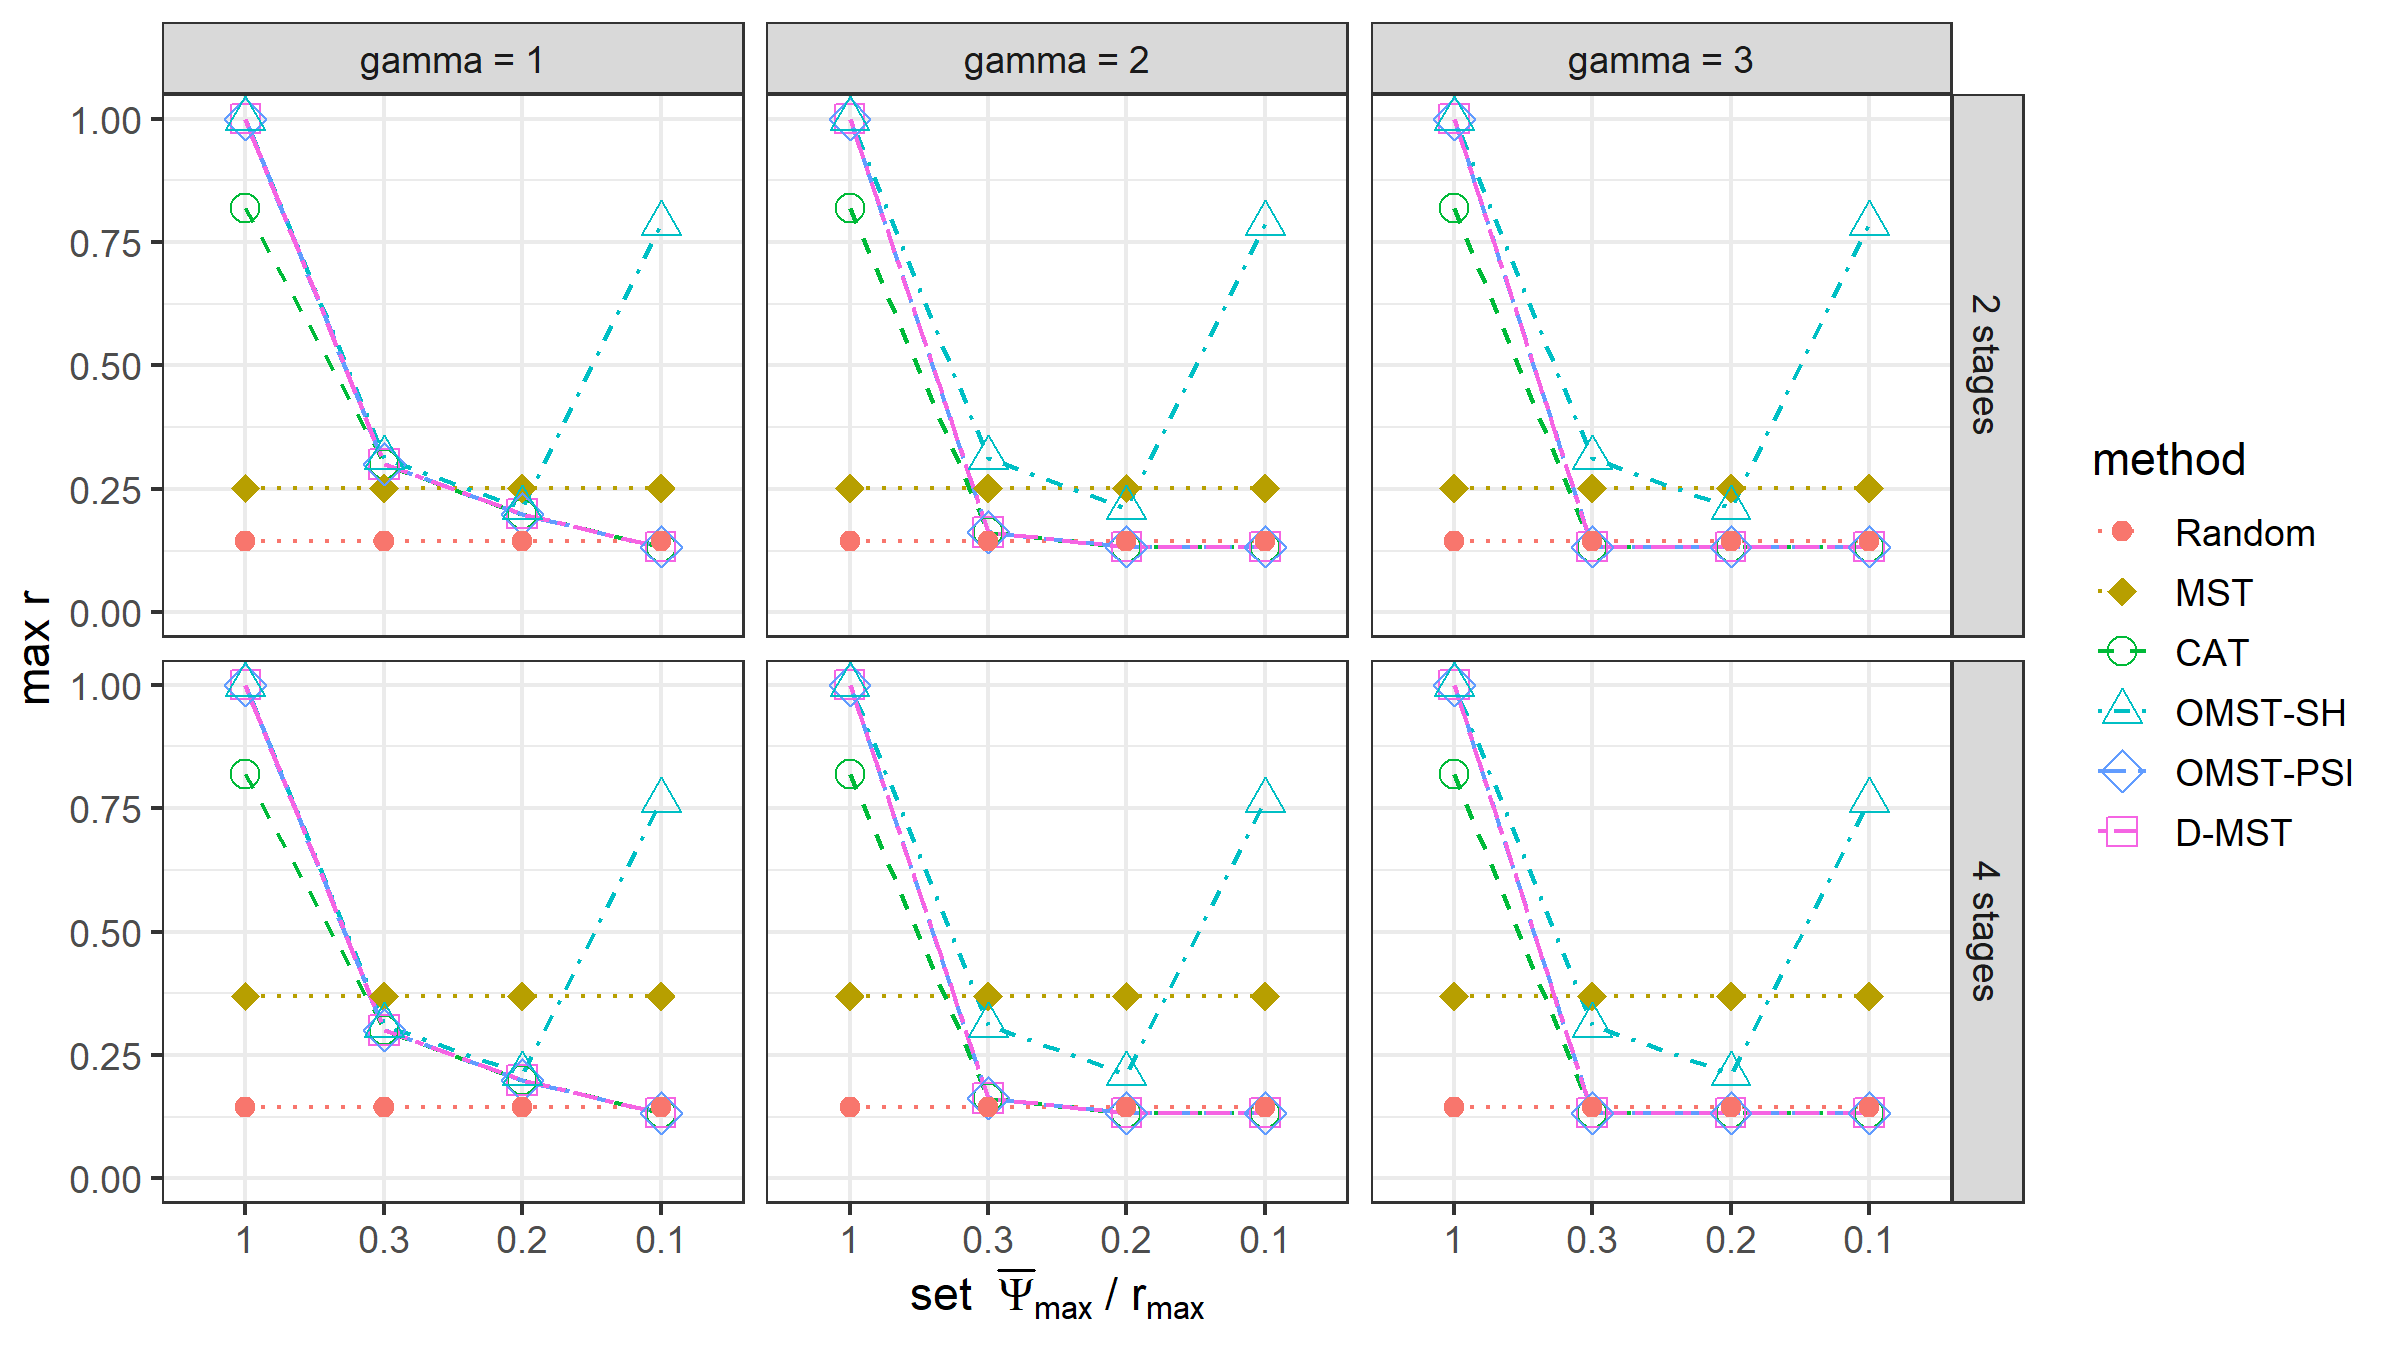 gamma = 1
gamma = 2
gamma = 3
max r
1.00
0.75
0.50
0.25
0.00
2 stages
1.00
0.75
0.50
0.25
0.00
4 stages
1 0.3 0.2 0.1
1 0.3 0.2 0.1
1 0.3 0.2 0.1
set Ψ̅max / rmax
method
Random
MST
CAT
OMST-SH
OMST-PSI
D-MST